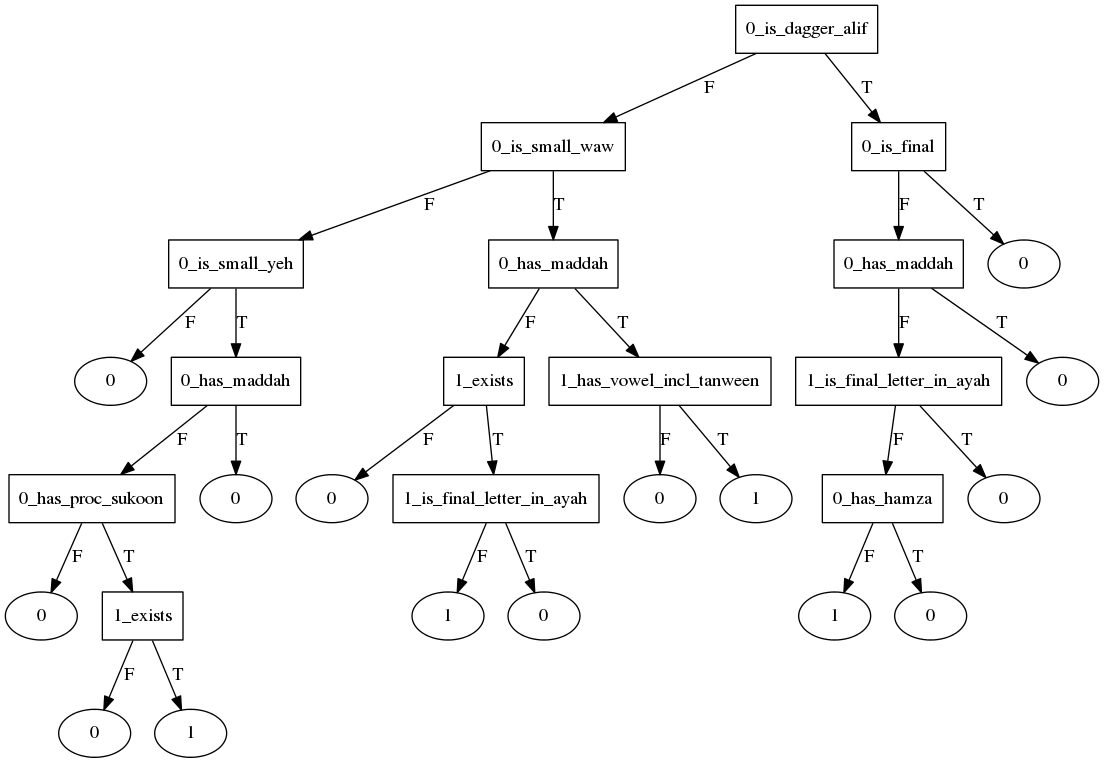 0_is_dagger_alif
F
T
0_is_small_waw
0_is_final
F
T
F
T
0_is_small_yeh
0_has_maddah
0_has_maddah
0
F
T
F
T
F
T
0
0_has_maddah
1_exists
1_has_vowel_incl_tanween
1_is_final_letter_in_ayah
0
F
T
F
T
F
T
F
T
0_has_proc_sukoon
0
0
1_is_final_letter_in_ayah
0
1
0_has_hamza
0
F
T
F
T
F
T
0
1_exists
1
0
1
0
F
T
0
1